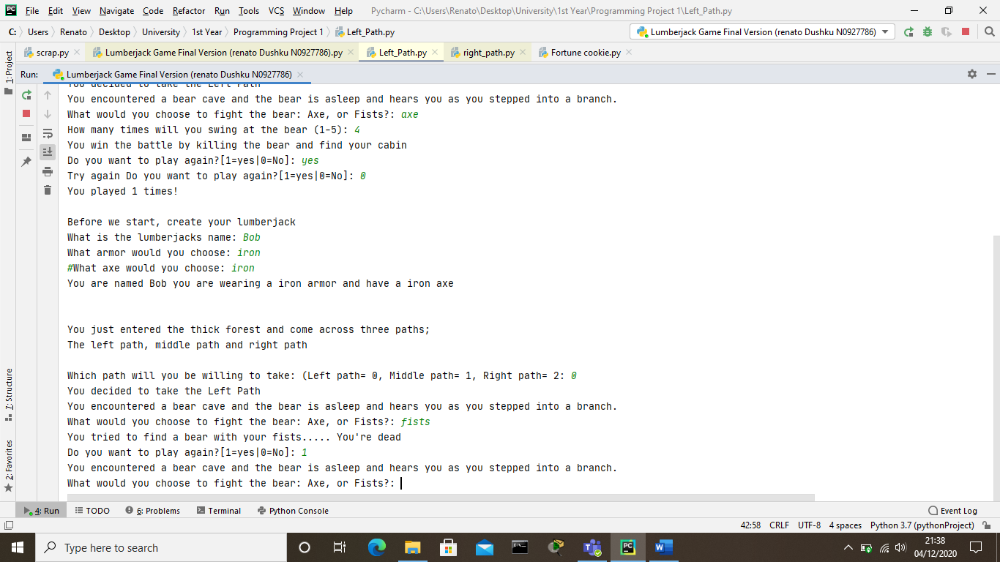 PC File Edit View Navigate Code Refactor Run Tools VCS Window Help Pycharm - C:\Users\Renato\Desktop\University\1st Year\Programming Project 1\Left_Path.py
C: Users Renato Desktop University 1st Year Programming Project 1 Left_Path.py Lumberjack Game Final Version (renato Dushku N0927786)
scrap.py Lumberjack Game Final Version (renato Dushku N0927786).py Left_Path.py right_path.py Fortune cookie.py
1: Project
Run: Lumberjack Game Final Version (renato Dushku N0927786)
You decided to take the Left Path
You encountered a bear cave and the bear is asleep and hears you as you stepped into a branch.
What would you choose to fight the bear: Axe, or Fists?: axe
How many times will you swing at the bear (1-5): 4
You win the battle by killing the bear and find your cabin
Do you want to play again?[1=yes|0=No]: yes
Try again Do you want to play again?[1=yes|0=No]: 0
You played 1 times!
Before we start, create your lumberjack
What is the lumberjacks name: Bob
What armor would you choose: iron
#What axe would you choose: iron
You are named Bob you are wearing a iron armor and have a iron axe
You just entered the thick forest and come across three paths;
The left path, middle path and right path
Which path will you be willing to take: (Left path= 0, Middle path= 1, Right path= 2: 0
You decided to take the Left Path
You encountered a bear cave and the bear is asleep and hears you as you stepped into a branch.
What would you choose to fight the bear: Axe, or Fists?: fists
You tried to find a bear with your fists..... You're dead
Do you want to play again?[1=yes|0=No]: 1
You encountered a bear cave and the bear is asleep and hears you as you stepped into a branch.
What would you choose to fight the bear: Axe, or Fists?:
7: Structure
2: Favorites
4: Run TODO 6: Problems Terminal Python Console Event Log
42:58 CRLF UTF-8 4 spaces Python 3.7 (pythonProject)
Type here to search
21:38
04/12/2020